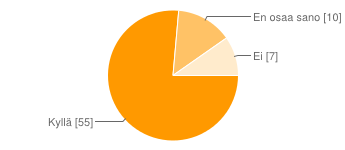 En osaa sano [10]
Ei [7]
Kyllä [55]